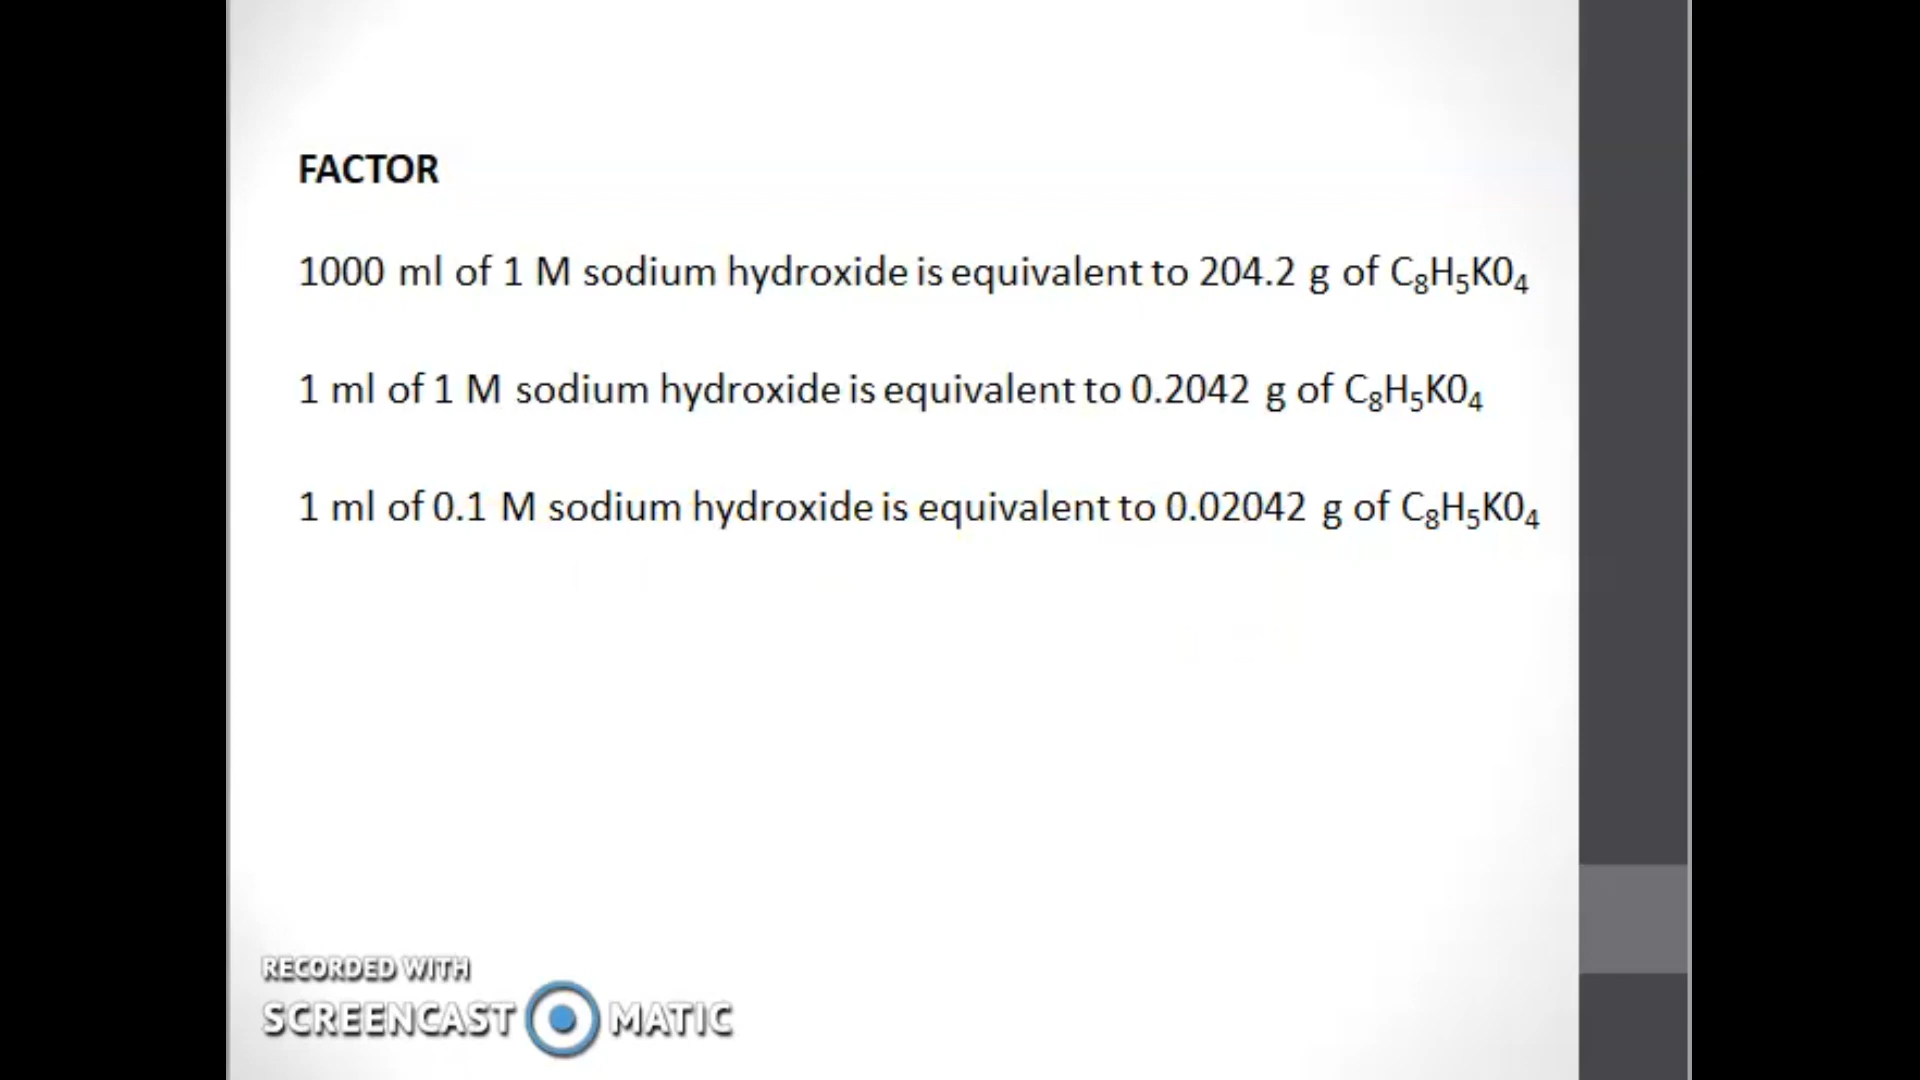 FACTOR
1000 ml of 1 M sodium hydroxide is equivalent to 204.2 g of C₈H₅K0₄
1 ml of 1 M sodium hydroxide is equivalent to 0.2042 g of C₈H₅K0₄
1 ml of 0.1 M sodium hydroxide is equivalent to 0.02042 g of C₈H₅K0₄
RECORDED WITH
SCREENCAST MATIC